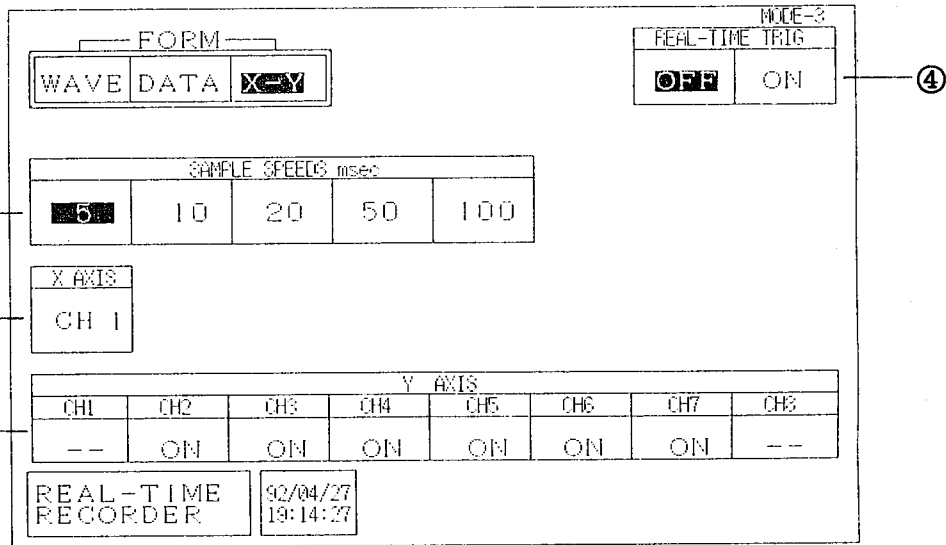 MODE-3
FORM
REAL-TIME TRIG
WAVE DATA X-Y
OFF ON
④
SAMPLE SPEEDS msec
5 10 20 50 100
X AXIS
CH 1
Y AXIS
CH1 CH2 CH3 CH4 CH5 CH6 CH7 CH8
-- ON ON ON ON ON ON --
REAL-TIME
RECORDER
92/04/27
19:14:27